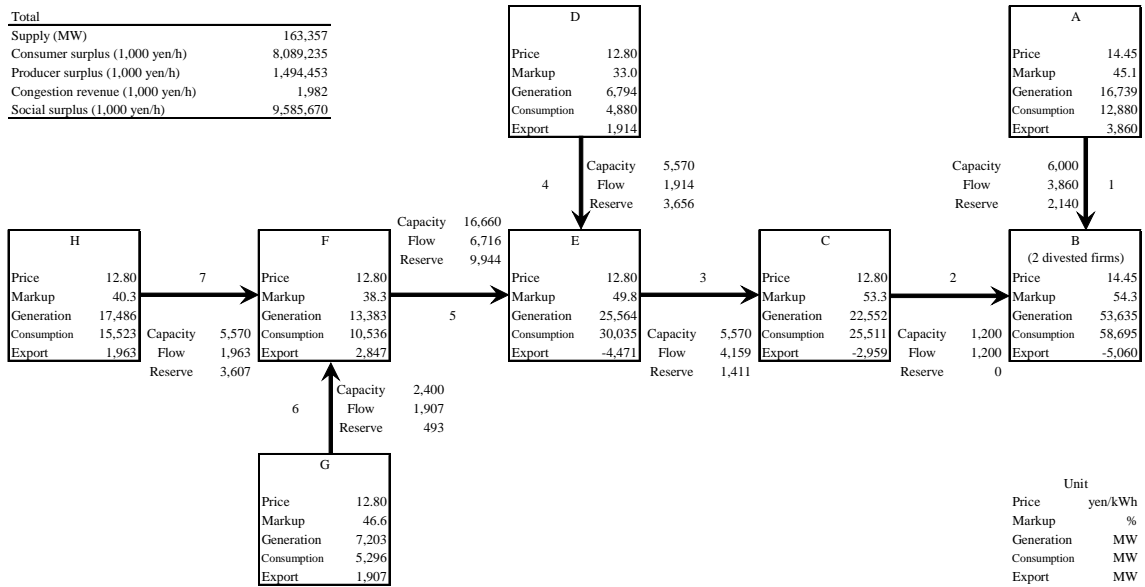 Total
Supply (MW) 163,357
Consumer surplus (1,000 yen/h) 8,089,235
Producer surplus (1,000 yen/h) 1,494,453
Congestion revenue (1,000 yen/h) 1,982
Social surplus (1,000 yen/h) 9,585,670
D
Price 12.80
Markup 33.0
Generation 6,794
Consumption 4,880
Export 1,914
A
Price 14.45
Markup 45.1
Generation 16,739
Consumption 12,880
Export 3,860
4
Capacity 5,570
Flow 1,914
Reserve 3,656
Capacity 6,000
Flow 3,860
Reserve 2,140
1
H
Price 12.80
Markup 40.3
Generation 17,486
Consumption 15,523
Export 1,963
7
Capacity 5,570
Flow 1,963
Reserve 3,607
F
Price 12.80
Markup 38.3
Generation 13,383
Consumption 10,536
Export 2,847
Capacity 16,660
Flow 6,716
Reserve 9,944
5
E
Price 12.80
Markup 49.8
Generation 25,564
Consumption 30,035
Export -4,471
3
Capacity 5,570
Flow 4,159
Reserve 1,411
C
Price 12.80
Markup 53.3
Generation 22,552
Consumption 25,511
Export -2,959
2
Capacity 1,200
Flow 1,200
Reserve 0
B
(2 divested firms)
Price 14.45
Markup 54.3
Generation 53,635
Consumption 58,695
Export -5,060
6
Capacity 2,400
Flow 1,907
Reserve 493
G
Price 12.80
Markup 46.6
Generation 7,203
Consumption 5,296
Export 1,907
Unit
Price yen/kWh
Markup %
Generation MW
Consumption MW
Export MW